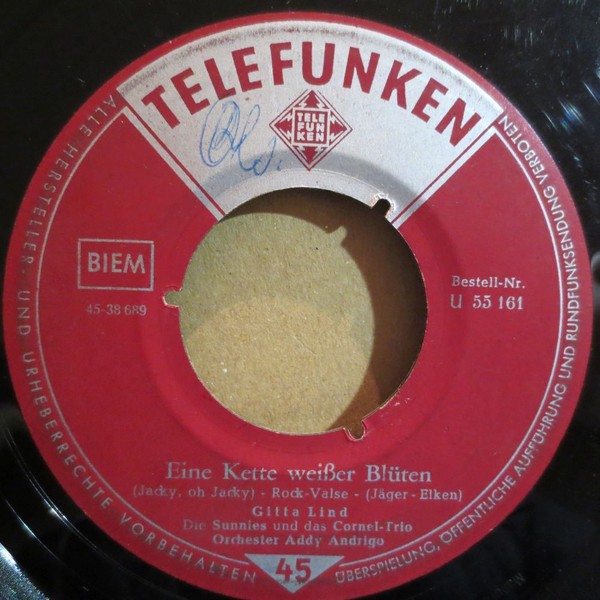 TELEFUNKEN
TELE
FUN
KEN
BIEM
45-38 689
Bestell-Nr.
U 55 161
Eine Kette weißer Blüten
(Jacky, oh Jacky) - Rock-Valse - (Jäger - Elken)
Gitta Lind
Die Sunnies und das Cornel-Trio
Orchester Addy Andrigo
45
ALLE HERSTELLER- UND URHEBERRECHTE VORBEHALTEN
ÜBERSPIELUNG, ÖFFENTLICHE AUFFÜHRUNG UND RUNDFUNKSENDUNG VERBOTEN